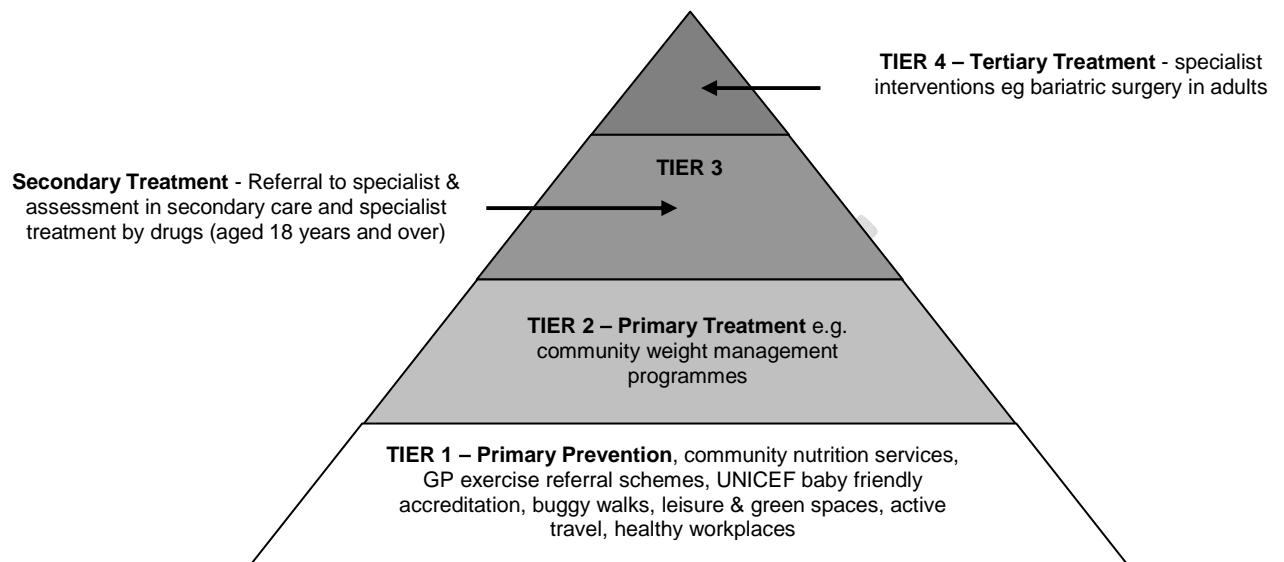 TIER 4 – Tertiary Treatment - specialist
interventions eg bariatric surgery in adults
TIER 3
Secondary Treatment - Referral to specialist &
assessment in secondary care and specialist
treatment by drugs (aged 18 years and over)
TIER 2 – Primary Treatment e.g.
community weight management
programmes
TIER 1 – Primary Prevention, community nutrition services,
GP exercise referral schemes, UNICEF baby friendly
accreditation, buggy walks, leisure & green spaces, active
travel, healthy workplaces